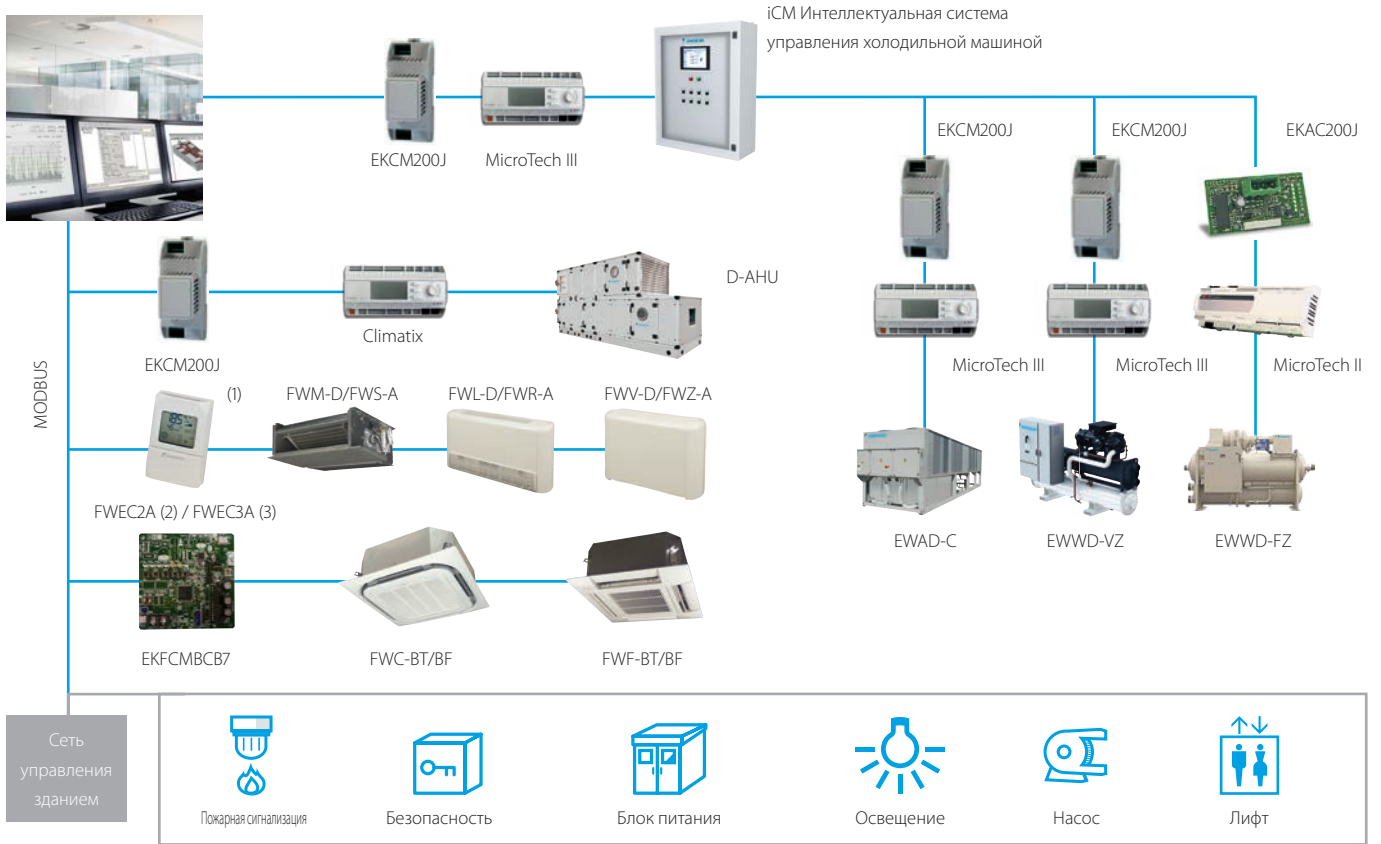 iCM Интеллектуальная система
управления холодильной машиной
EKCM200J
MicroTech III
EKCM200J
EKCM200J
EKAC200J
D-AHU
Climatix
EKCM200J
MicroTech III
MicroTech III
MicroTech II
MODBUS
(1)
FWM-D/FWS-A
FWL-D/FWR-A
FWV-D/FWZ-A
FWEC2A (2) / FWEC3A (3)
EWAD-C
EWWD-VZ
EWWD-FZ
EKFCMBCB7
FWC-BT/BF
FWF-BT/BF
Сеть
управления
зданием
Пожарная сигнализация
Безопасность
Блок питания
Освещение
Насос
Лифт